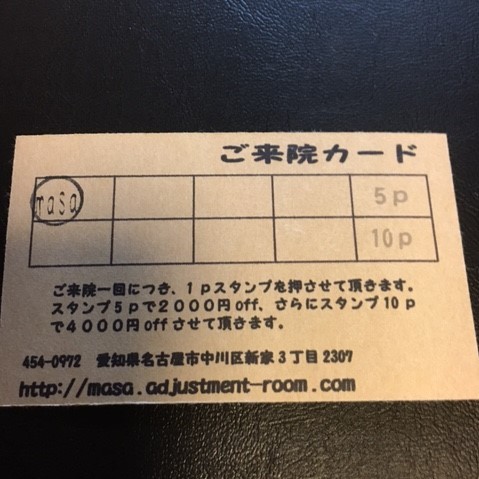 ご来院カード
masa
5p
10p
ご来院一回につき、1pスタンプを押させて頂きます。
スタンプ5pで2000円off、さらにスタンプ10p
で4000円offさせて頂きます。
454-0972 愛知県名古屋市中川区新家3丁目2307
http://masa.adjustment-room.com